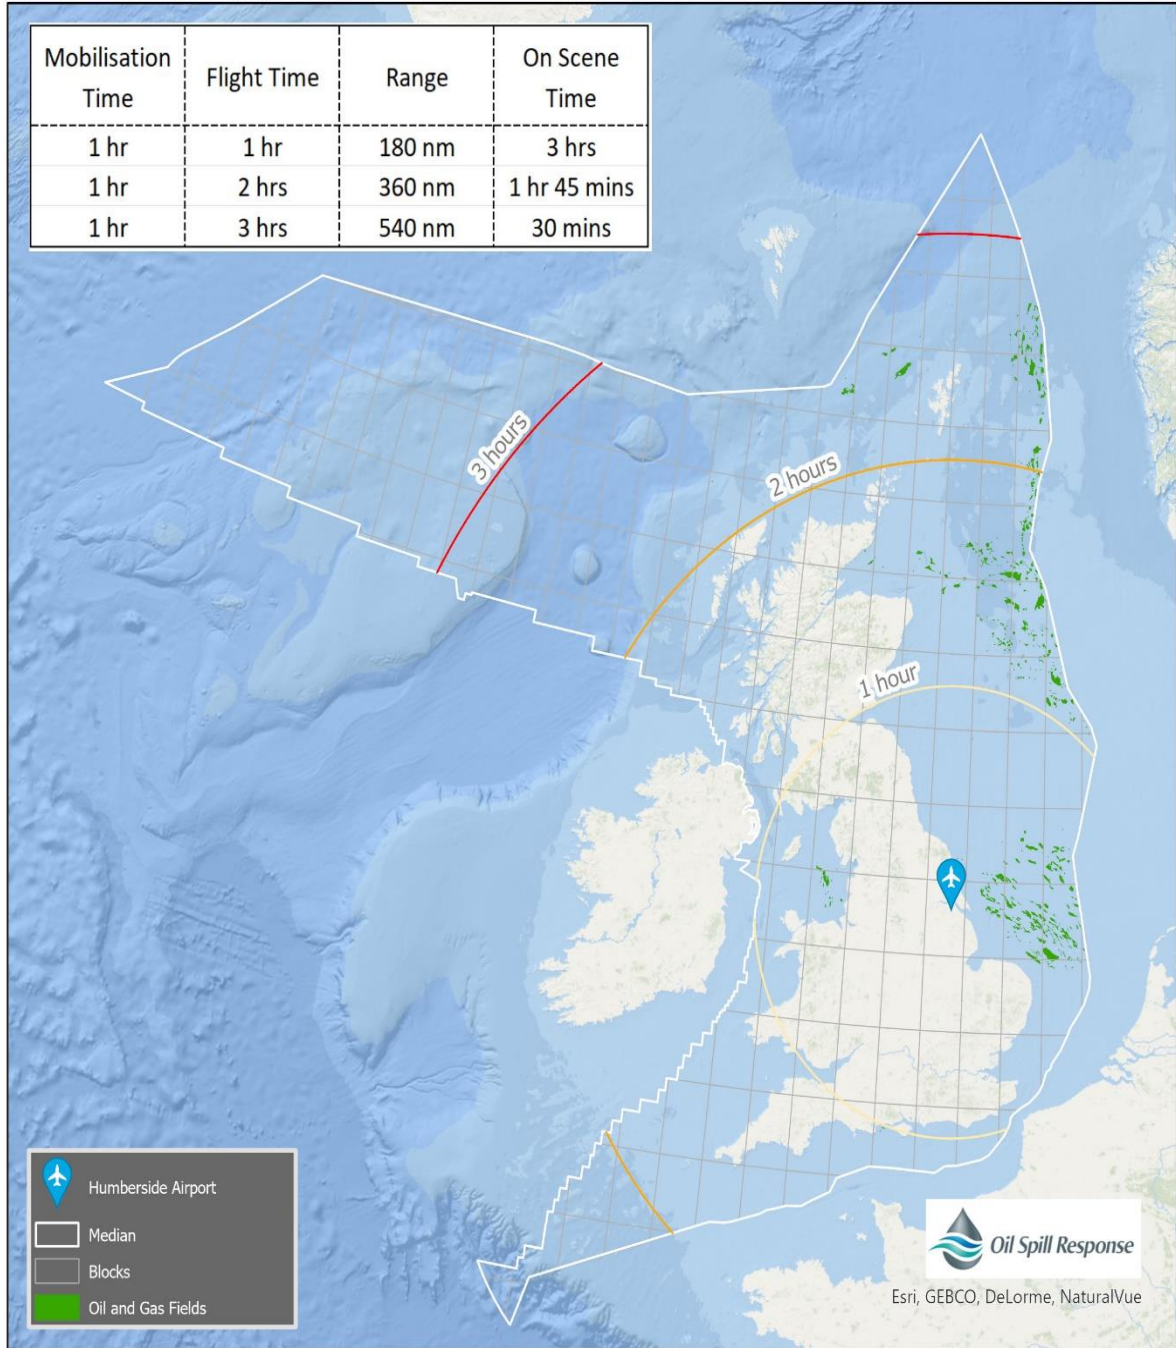 Mobilisation Time
Flight Time
Range
On Scene Time
1 hr
1 hr
180 nm
3 hrs
1 hr
2 hrs
360 nm
1 hr 45 mins
1 hr
3 hrs
540 nm
30 mins
3 hours
2 hours
1 hour
Humberside Airport
Median
Blocks
Oil and Gas Fields
Oil Spill Response
Esri, GEBCO, DeLorme, NaturalVue